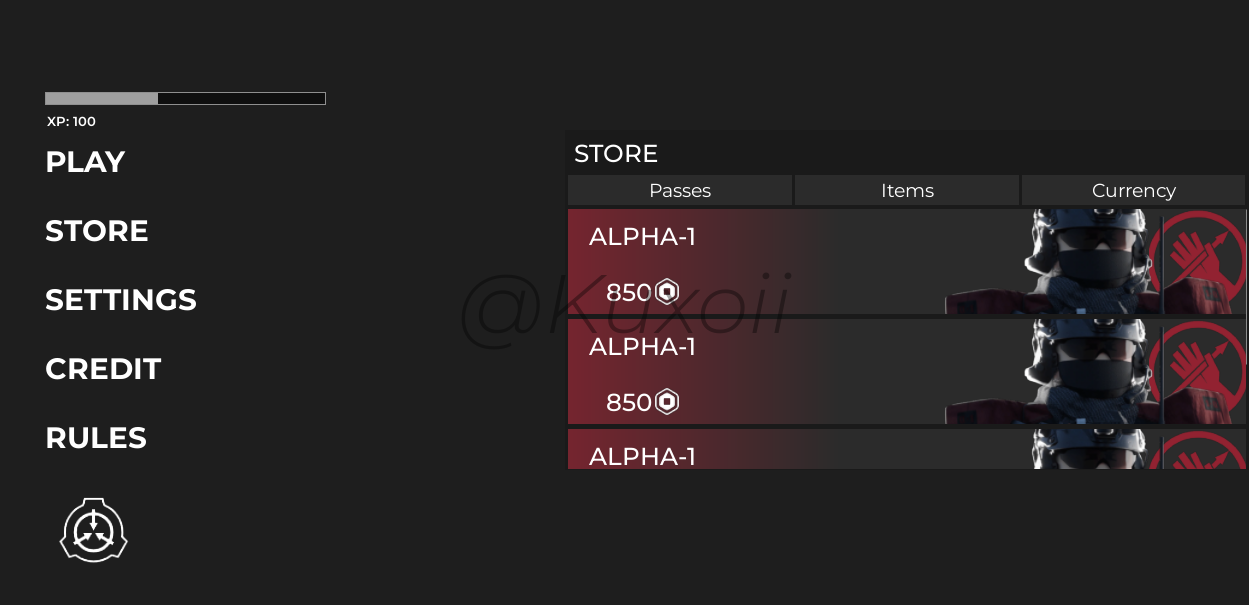 XP: 100
PLAY
STORE
SETTINGS
CREDIT
RULES
STORE
Passes
Items
Currency
ALPHA-1
850
ALPHA-1
850
ALPHA-1
@Kuxoii